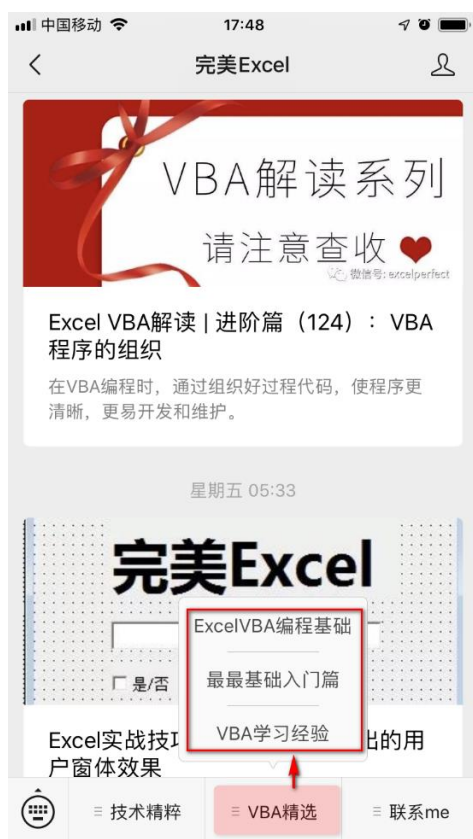 中国移动
17:48
完美Excel
VBA解读系列
请注意查收
微信号: excelperfect
Excel VBA解读 | 进阶篇（124）：VBA
程序的组织
在VBA编程时，通过组织好过程代码，使程序更
清晰，更易开发和维护。
星期五 05:33
完美Excel
是/否
ExcelVBA编程基础
最最基础入门篇
VBA学习经验
Excel实战技
出的用
户窗体效果
技术精粹
VBA精选
联系me